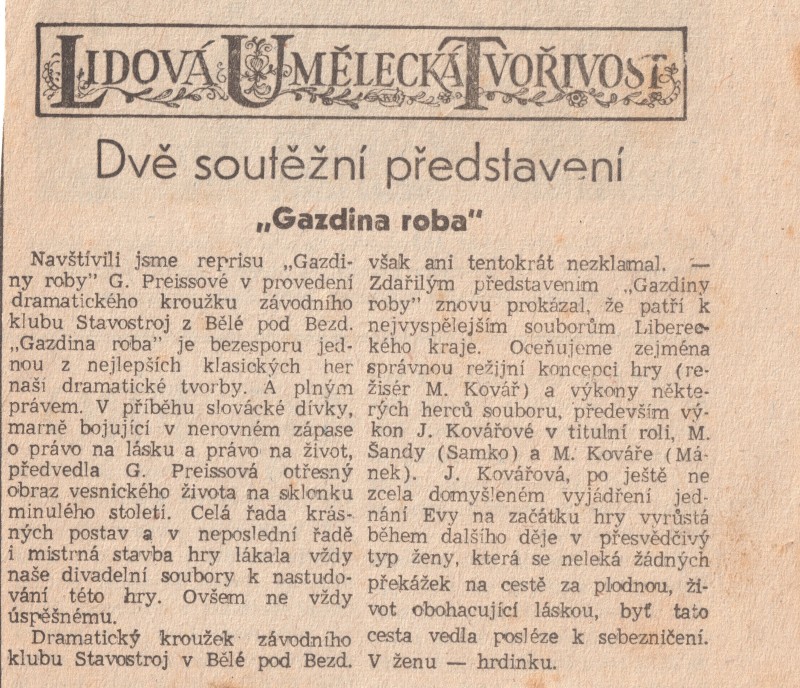 LIDOVÁ UMĚLECKÁ TVOŘIVOST
Dvě soutěžní představení
„Gazdina roba"
Navštívili jsme reprisu „Gazdi-
ny roby" G. Preissové v provedení
dramatického kroužku závodního
klubu Stavostroj z Bělé pod Bezd.
„Gazdina roba" je bezesporu jed-
nou z nejlepších klasických her
naší dramatické tvorby. A plným
právem. V příběhu slovácké dívky,
marně bojující v nerovném zápase
o právo na lásku a právo na život,
předvedla G. Preissová otřesný
obraz vesnického života na sklonku
minulého století. Celá řada krás-
ných postav a v neposlední řadě
i mistrná stavba hry lákala vždy
naše divadelní soubory k nastudo-
vání této hry. Ovšem ne vždy
úspěšnému.
Dramatický kroužek závodního
klubu Stavostroj v Bělé pod Bezd.
však ani tentokrát nezklamal. —
Zdařilým představením „Gazdiny
roby" znovu prokázal, že patří k
nejvyspělejším souborům Liberec-
kého kraje. Oceňujeme zejména
správnou režijní koncepci hry (re-
žisér M. Kovář) a výkony někte-
rých herců souboru, především vý-
kon J. Kovářové v titulní roli, M.
Šandy (Samko) a M. Kováře (Má-
nek). J. Kovářová, po ještě ne
zcela domyšleném vyjádření jed-
nání Evy na začátku hry vyrůstá
během dalšího děje v přesvědčivý
typ ženy, která se neleká žádných
překážek na cestě za plodnou, ži-
vot obohacující láskou, byť tato
cesta vedla posléze k sebezničení.
V ženu — hrdinku.